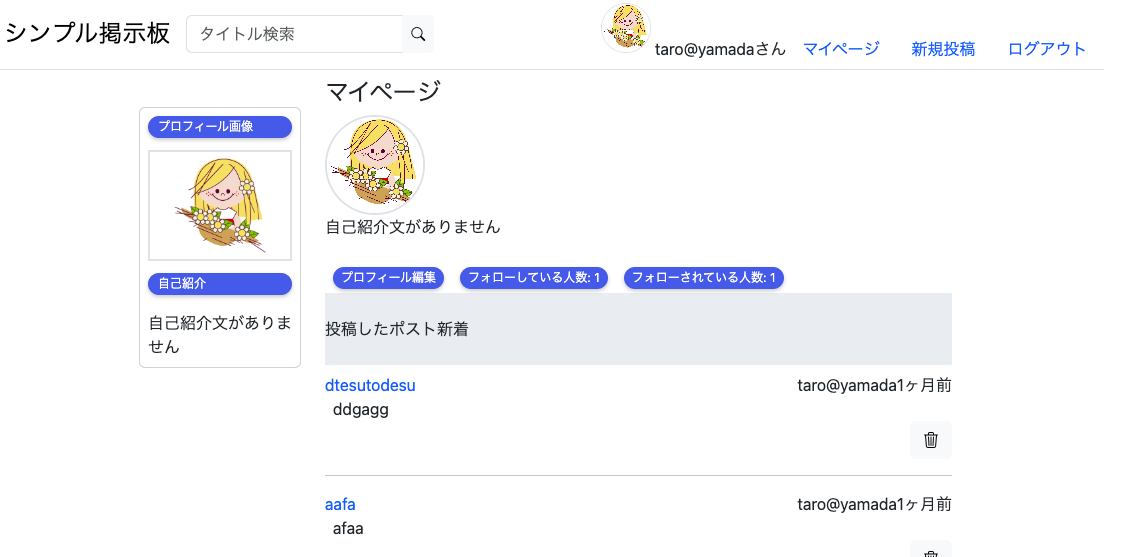 シンプル掲示板
タイトル検索
taro@yamadaさん
マイページ
新規投稿
ログアウト
プロフィール画像
自己紹介
自己紹介文がありま
せん
マイページ
自己紹介文がありません
プロフィール編集
フォローしている人数: 1
フォローされている人数: 1
投稿したポスト新着
dtesutodesu
taro@yamada1ヶ月前
ddgagg
aafa
taro@yamada1ヶ月前
afaa